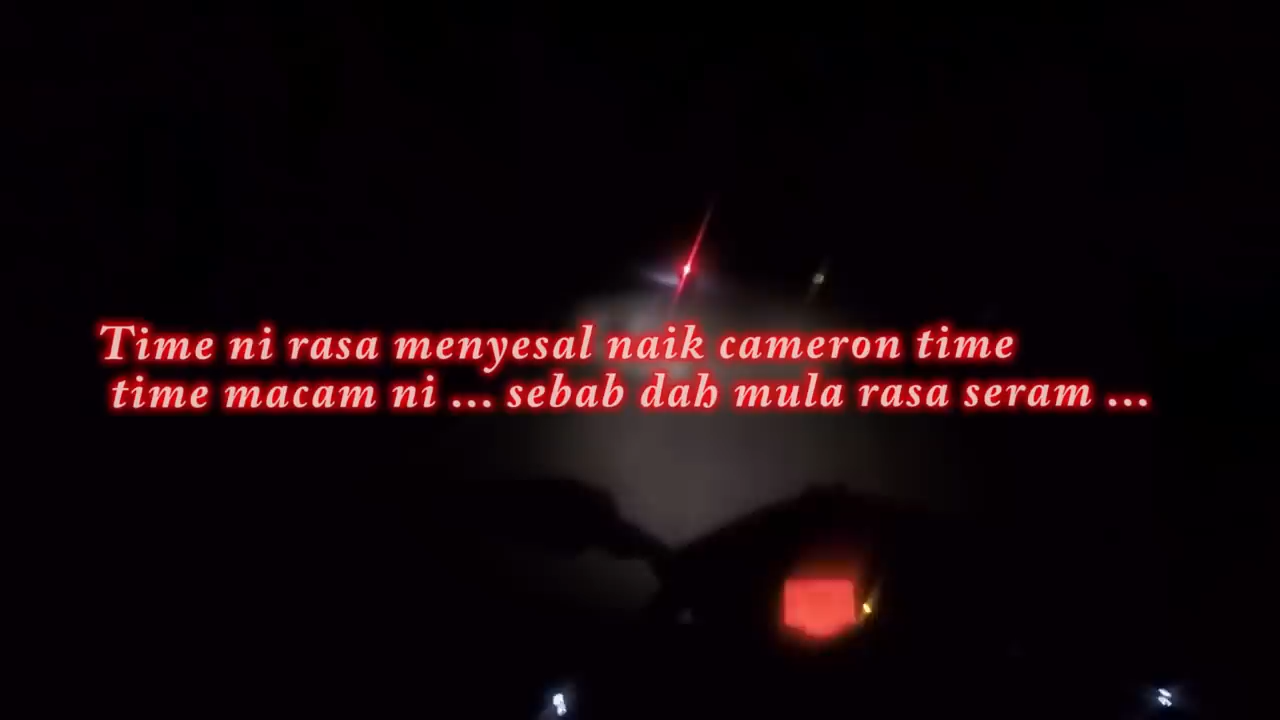 Time ni rasa menyesal naik cameron time
time macam ni ... sebab dah mula rasa seram ...